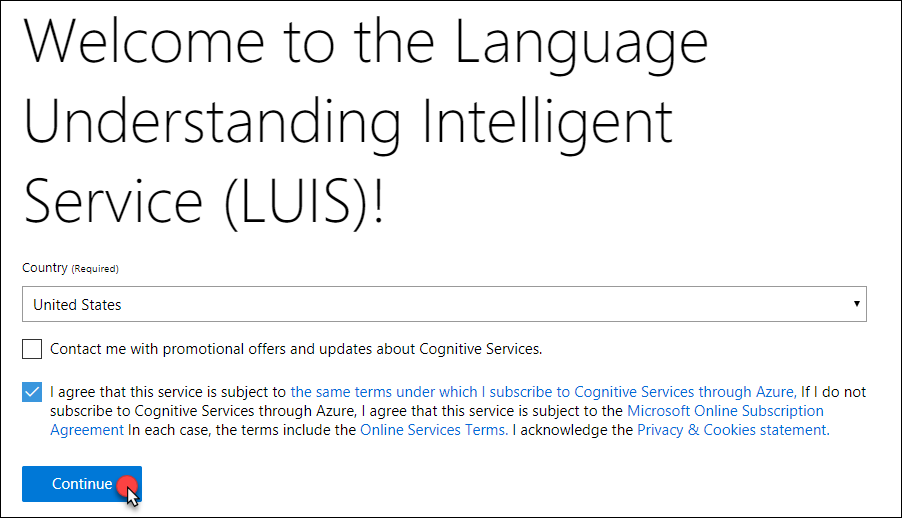 Welcome to the Language
Understanding Intelligent
Service (LUIS)!
Country (Required)
United States
Contact me with promotional offers and updates about Cognitive Services.
I agree that this service is subject to the same terms under which I subscribe to Cognitive Services through Azure, If I do not
subscribe to Cognitive Services through Azure, I agree that this service is subject to the Microsoft Online Subscription
Agreement In each case, the terms include the Online Services Terms. I acknowledge the Privacy & Cookies statement.
Continue